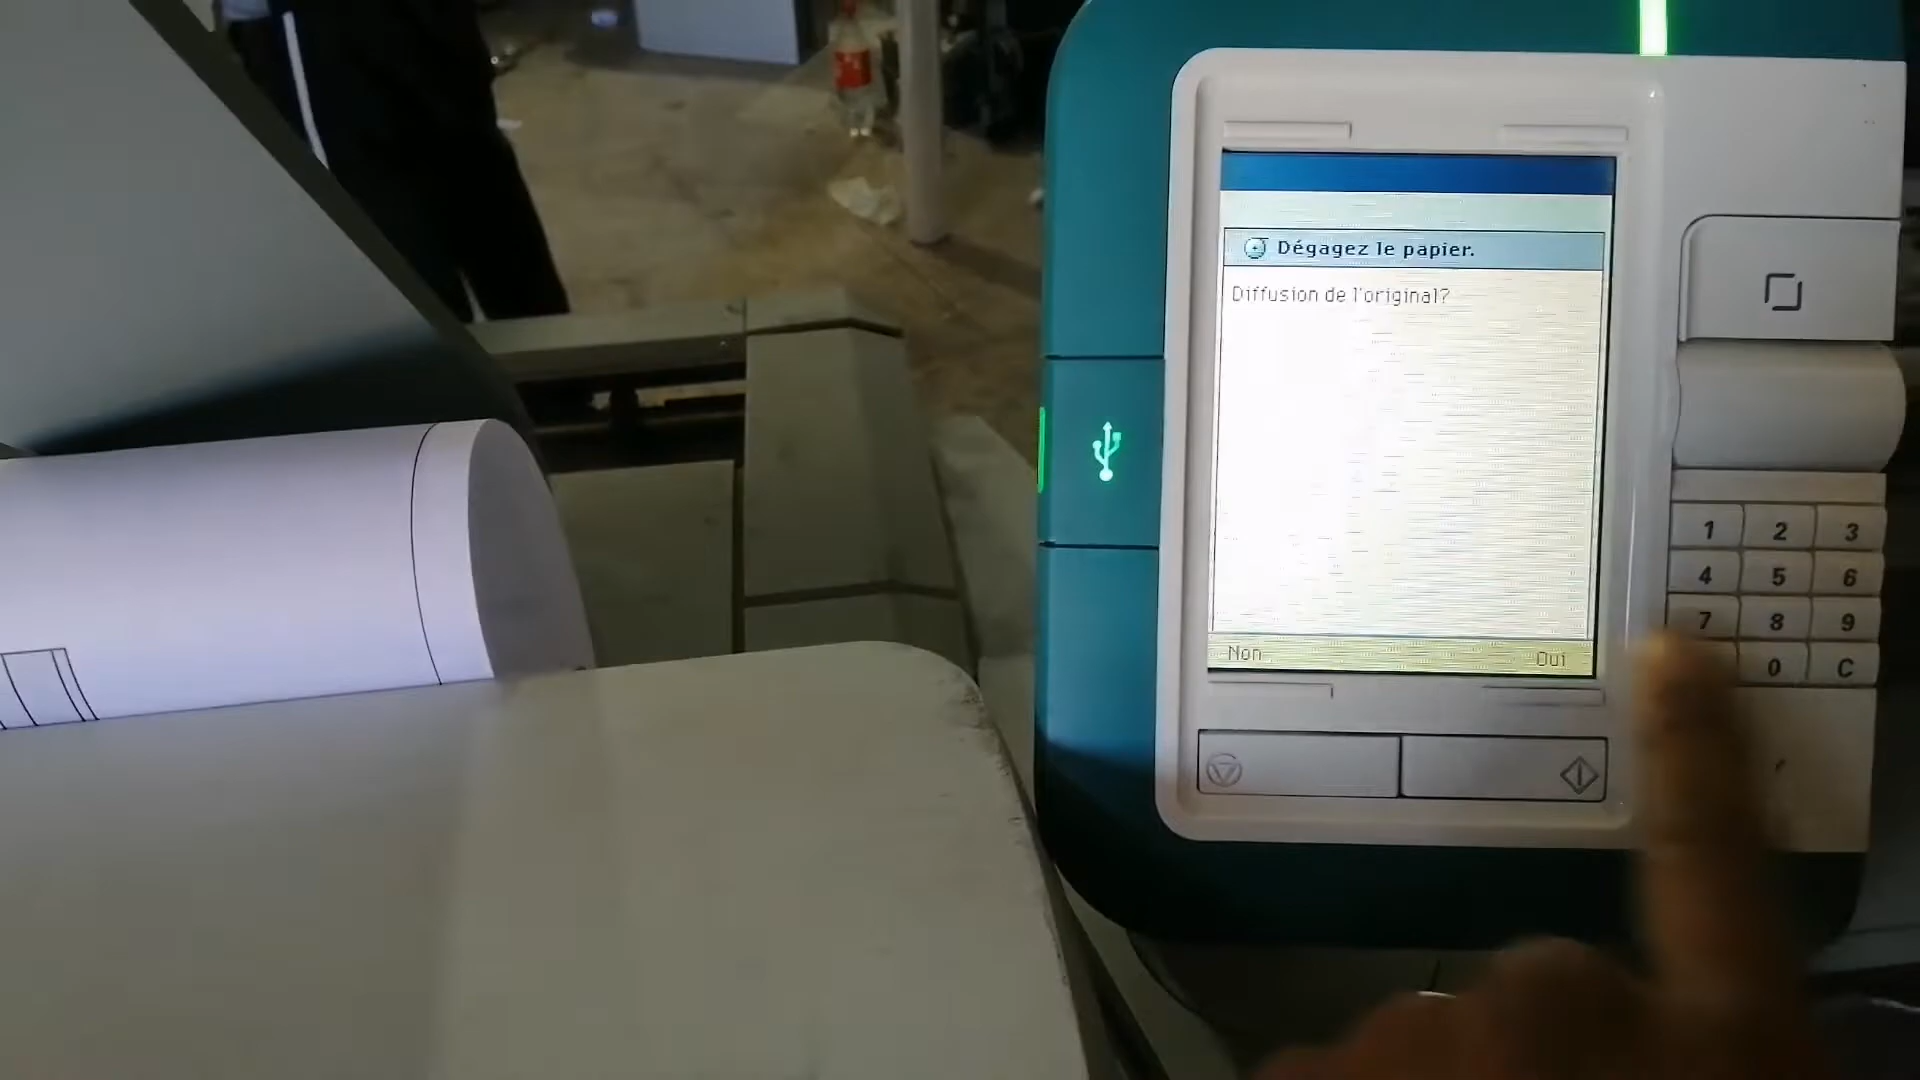 Dégagez le papier.
Diffusion de l'original?
Non Oui
1 2 3
4 5 6
7 8 9
0 C